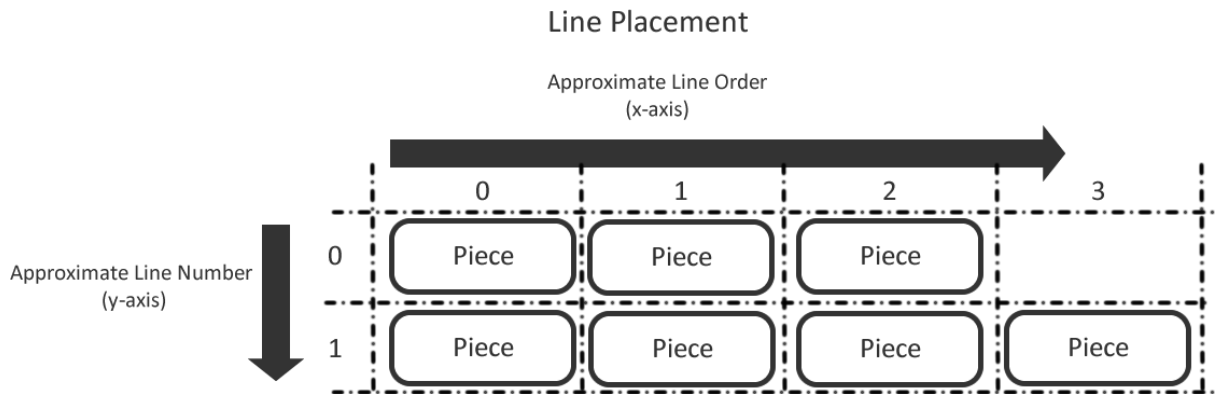 Line Placement
Approximate Line Order
(x-axis)
0 1 2 3
0 Piece Piece Piece
Approximate Line Number
(y-axis)
1 Piece Piece Piece Piece